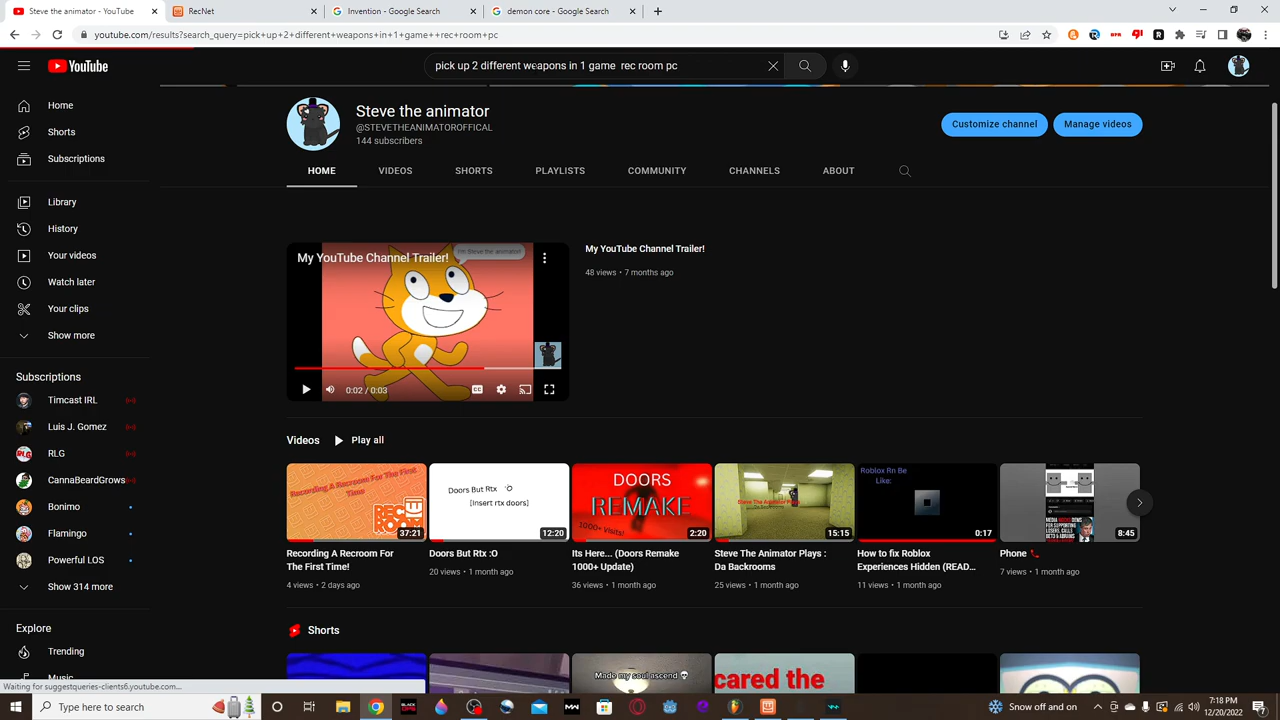 Steve the animator - YouTube
RecNet
Invention - Google Search
demon core - Google Search
youtube.com/results?search_query=pick+up+2+different+weapons+in+1+game++rec+room+pc
YouTube
pick up 2 different weapons in 1 game  rec room pc
Home
Shorts
Subscriptions
Library
History
Your videos
Watch later
Your clips
Show more
Subscriptions
Timcast IRL
Luis J. Gomez
RLG
CannaBeardGrows
Bonimo
Flamingo
Powerful LOS
Show 314 more
Explore
Trending
Music
Steve the animator
@STEVETHEANIMATOROFFICAL
144 subscribers
Customize channel
Manage videos
HOME
VIDEOS
SHORTS
PLAYLISTS
COMMUNITY
CHANNELS
ABOUT
My YouTube Channel Trailer!
0:02 / 0:03
CC
My YouTube Channel Trailer!
48 views • 7 months ago
Videos
Play all
Recording A Recroom For The First
Time
REC
ROOM
37:21
Doors But Rtx :O
[Insert rtx doors]
12:20
DOORS
REMAKE
1000+ Visits!
2:20
Steve The Animator Plays
15:15
Roblox Rn Be
Like:
0:17
8:45
Recording A Recroom For
The First Time!
4 views • 2 days ago
Doors But Rtx :O
20 views • 1 month ago
Its Here... (Doors Remake
1000+ Update)
36 views • 1 month ago
Steve The Animator Plays :
Da Backrooms
25 views • 1 month ago
How to fix Roblox
Experiences Hidden (READ...
11 views • 1 month ago
Phone 📞
7 views • 1 month ago
Shorts
Made my soul ascend 💀
cared the
Waiting for suggestqueries-clients6.youtube.com...
Type here to search
Snow off and on
7:18 PM
12/20/2022